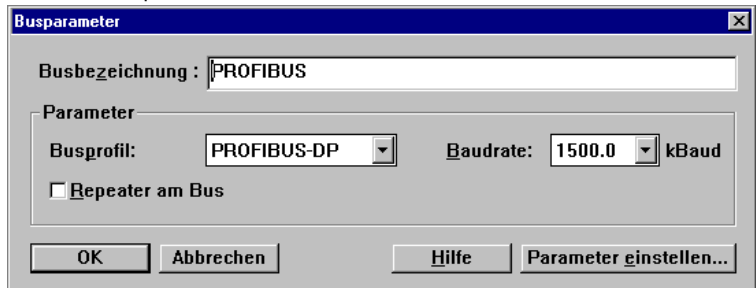 Busparameter
Busbezeichnung : PROFIBUS
Parameter
Busprofil: PROFIBUS-DP Baudrate: 1500.0 kBaud
Repeater am Bus
OK Abbrechen Hilfe Parameter einstellen...